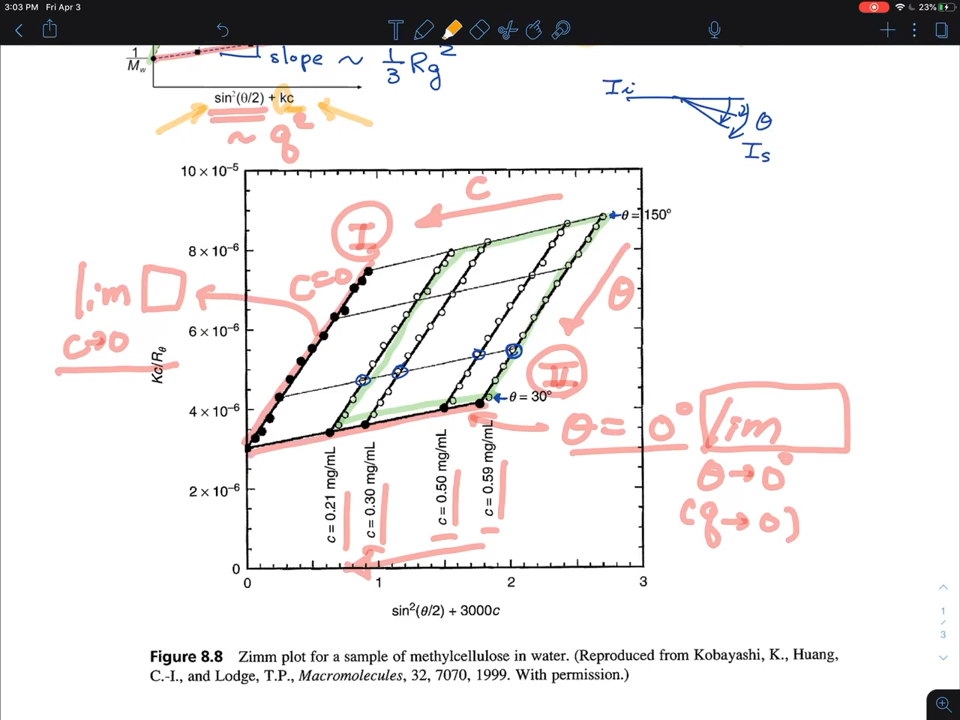 3:03 PM Fri Apr 3
23%
1
M_w
slope ~ 1/3 Rg²
sin²(θ/2) + kc
~ q²
Ii
θ
Is
10 × 10⁻⁵
8 × 10⁻⁶
6 × 10⁻⁶
4 × 10⁻⁶
2 × 10⁻⁶
0
Kc/R_θ
C
I
C=0
lim
c→0
θ = 150°
θ
II
θ = 30°
θ = 0° lim
θ→0°
(q→0)
c = 0.21 mg/mL
c = 0.30 mg/mL
c = 0.50 mg/mL
c = 0.59 mg/mL
0 1 2 3
sin²(θ/2) + 3000c
1
/
3
Figure 8.8 Zimm plot for a sample of methylcellulose in water. (Reproduced from Kobayashi, K., Huang,
C.-I., and Lodge, T.P., Macromolecules, 32, 7070, 1999. With permission.)